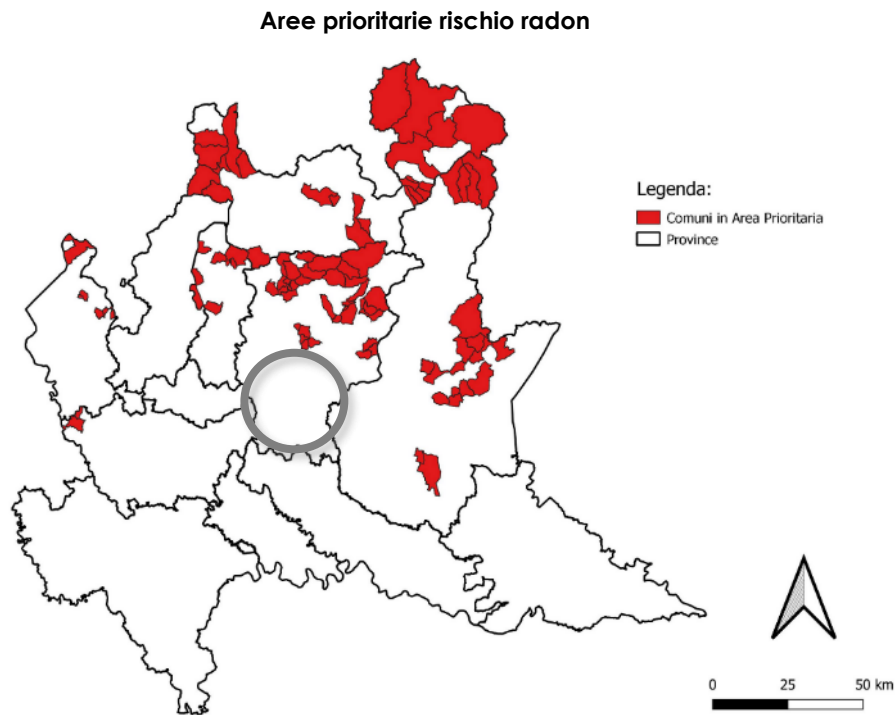 Aree prioritarie rischio radon
Legenda:
Comuni in Area Prioritaria
Province
0 25 50 km